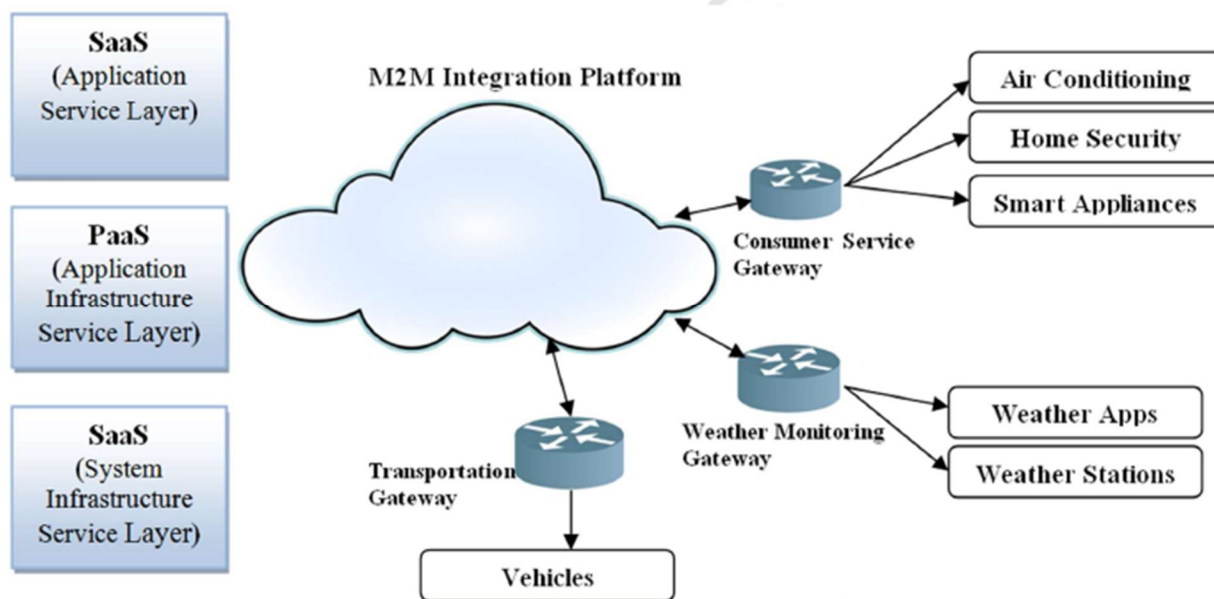 SaaS
(Application
Service Layer)
PaaS
(Application
Infrastructure
Service Layer)
SaaS
(System
Infrastructure
Service Layer)
M2M Integration Platform
Consumer Service
Gateway
Air Conditioning
Home Security
Smart Appliances
Weather Monitoring
Gateway
Weather Apps
Weather Stations
Transportation
Gateway
Vehicles